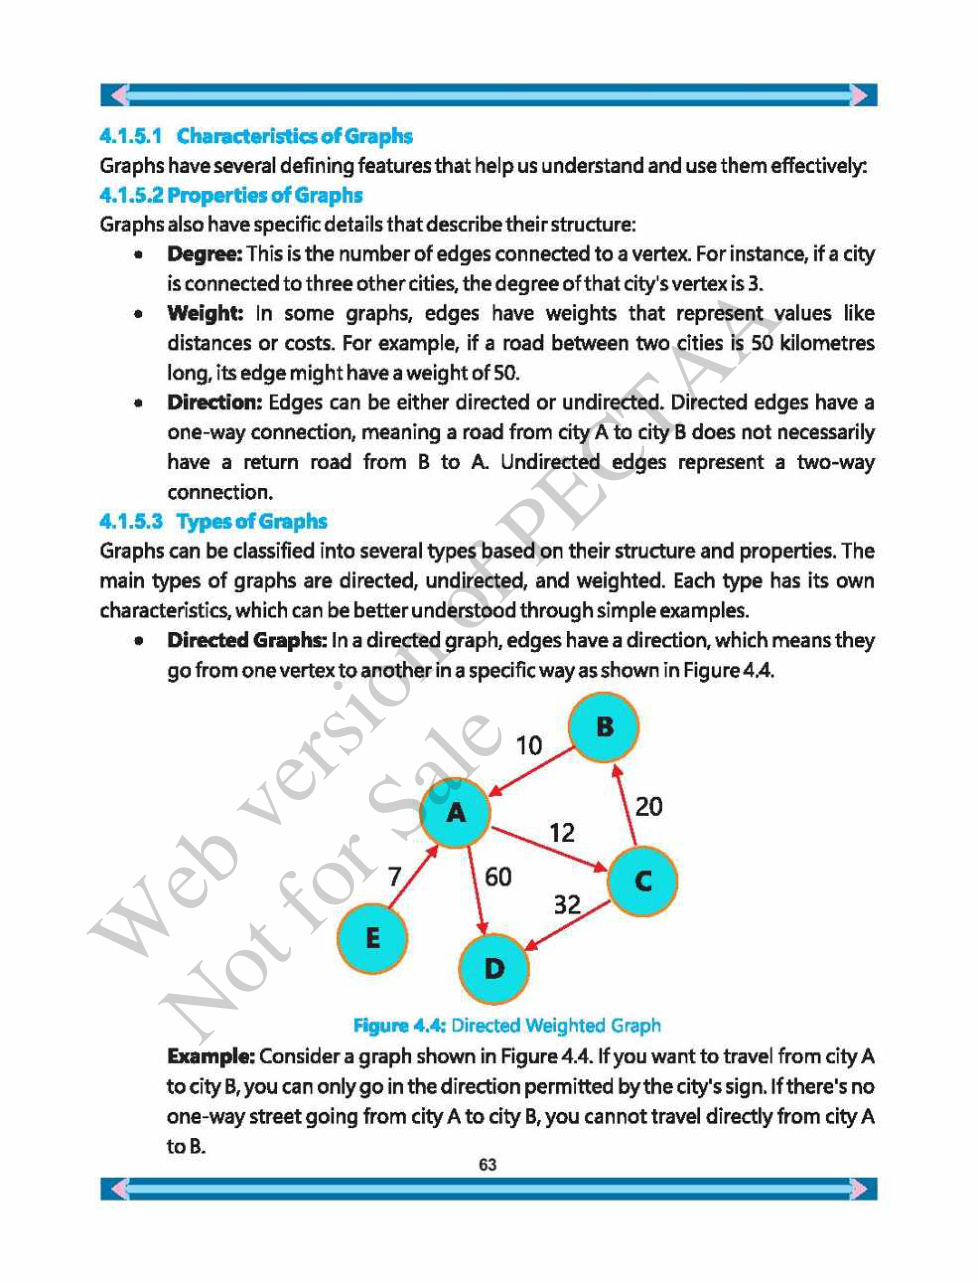 4.1.5.1 Characteristics of Graphs
Graphs have several defining features that help us understand and use them effectively:
4.1.5.2 Properties of Graphs
Graphs also have specific details that describe their structure:
• Degree: This is the number of edges connected to a vertex. For instance, if a city
is connected to three other cities, the degree of that city's vertex is 3.
• Weight: In some graphs, edges have weights that represent values like
distances or costs. For example, if a road between two cities is 50 kilometres
long, its edge might have a weight of 50.
• Direction: Edges can be either directed or undirected. Directed edges have a
one-way connection, meaning a road from city A to city B does not necessarily
have a return road from B to A. Undirected edges represent a two-way
connection.
4.1.5.3 Types of Graphs
Graphs can be classified into several types based on their structure and properties. The
main types of graphs are directed, undirected, and weighted. Each type has its own
characteristics, which can be better understood through simple examples.
• Directed Graphs: In a directed graph, edges have a direction, which means they
go from one vertex to another in a specific way as shown in Figure 4.4.
B
10
A
20
12
7
60
C
32
E
D
Figure 4.4: Directed Weighted Graph
Example: Consider a graph shown in Figure 4.4. If you want to travel from city A
to city B, you can only go in the direction permitted by the city's sign. If there's no
one-way street going from city A to city B, you cannot travel directly from city A
to B.
63
Web version of PECTAA
Not for Sale